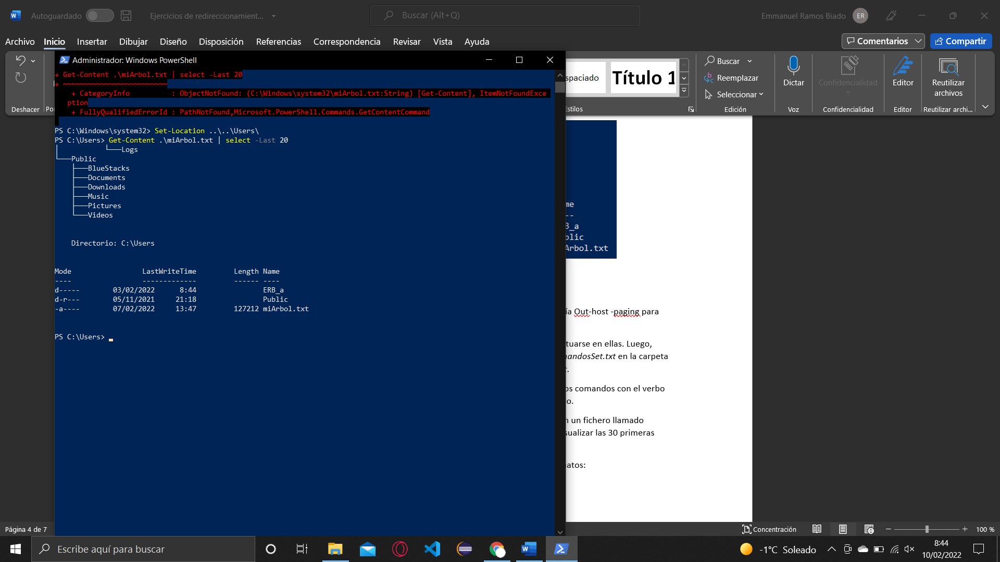 Autoguardado
Ejercicios de redireccionamient...
Buscar (Alt+Q)
Emmanuel Ramos Biado
ER
Archivo Inicio Insertar Dibujar Diseño Disposición Referencias Correspondencia Revisar Vista Ayuda
Comentarios
Compartir
Deshacer
Administrador: Windows PowerShell
+ Get-Content .\miArbol.txt | select -Last 20
+ ~~~~~~~~~~~~~~~~~~~~~~~~~
+ CategoryInfo : ObjectNotFound: (C:\Windows\system32\miArbol.txt:String) [Get-Content], ItemNotFoundExce
ption
+ FullyQualifiedErrorId : PathNotFound,Microsoft.PowerShell.Commands.GetContentCommand
PS C:\Windows\system32> Set-Location ..\..\Users\
PS C:\Users> Get-Content .\miArbol.txt | select -Last 20
│ └───Logs
└───Public
├───BlueStacks
├───Documents
├───Downloads
├───Music
├───Pictures
└───Videos
Directorio: C:\Users
Mode LastWriteTime Length Name
---- ------------- ------ ----
d----- 03/02/2022 8:44 ERB_a
d-r--- 05/11/2021 21:18 Public
-a---- 07/02/2022 13:47 127212 miArbol.txt
PS C:\Users>
spaciado
Título 1
Estilos
Buscar
Reemplazar
Seleccionar
Edición
Dictar
Voz
Confidencialidad
Confidencialidad
Editor
Editor
Reutilizar
archivos
Reutilizar archi...
me
--
B_a
blic
Arbol.txt
ía Out-host -paging para
tuarse en ellas. Luego,
mandosSet.txt en la carpeta
t.
os comandos con el verbo
o.
n un fichero llamado
sualizar las 30 primeras
matos:
Página 4 de 7
Concentración
100 %
Escribe aquí para buscar
-1°C Soleado
8:44
10/02/2022